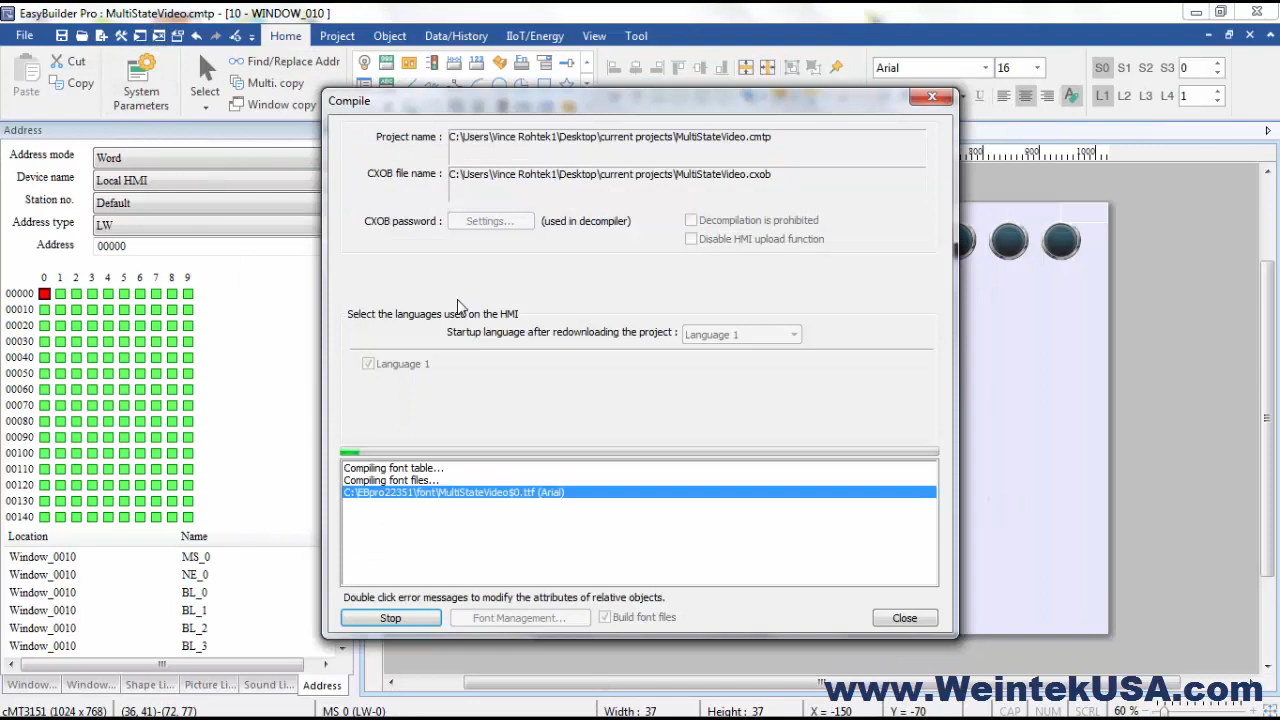 EasyBuilder Pro : MultiStateVideo.cmtp - [10 - WINDOW_010 ]
File Home Project Object Data/History IIoT/Energy View Tool
Paste Cut Copy System Parameters Select Find/Replace Addr Multi. copy Window copy
Arial 16 S0 S1 S2 S3 0
U L1 L2 L3 L4 1
Address
Address mode Word
Device name Local HMI
Station no. Default
Address type LW
Address 00000
0 1 2 3 4 5 6 7 8 9
00000
00010
00020
00030
00040
00050
00060
00070
00080
00090
00100
00110
00120
00130
00140
Location Name
Window_0010 MS_0
Window_0010 NE_0
Window_0010 BL_0
Window_0010 BL_1
Window_0010 BL_2
Window_0010 BL_3
Window... Window... Shape Li... Picture Li... Sound Li... Address
Compile
Project name : C:\Users\Vince Rohtek1\Desktop\current projects\MultiStateVideo.cmtp
CXOB file name : C:\Users\Vince Rohtek1\Desktop\current projects\MultiStateVideo.cxob
CXOB password : Settings... (used in decompiler)
Decompilation is prohibited
Disable HMI upload function
Select the languages used on the HMI
Startup language after redownloading the project : Language 1
Language 1
Compiling font table...
Compiling font files...
C:\EBpro22351\font\MultiStateVideo$0.ttf (Arial)
Double click error messages to modify the attributes of relative objects.
Stop Font Management... Build font files Close
800 900 1000
www.WeintekUSA.com
cMT3151 (1024 x 768) (36, 41)-(72, 77) MS 0 (LW-0) Width : 37 Height : 37 X = -150 Y = -70 CAP NUM SCRL 60 %